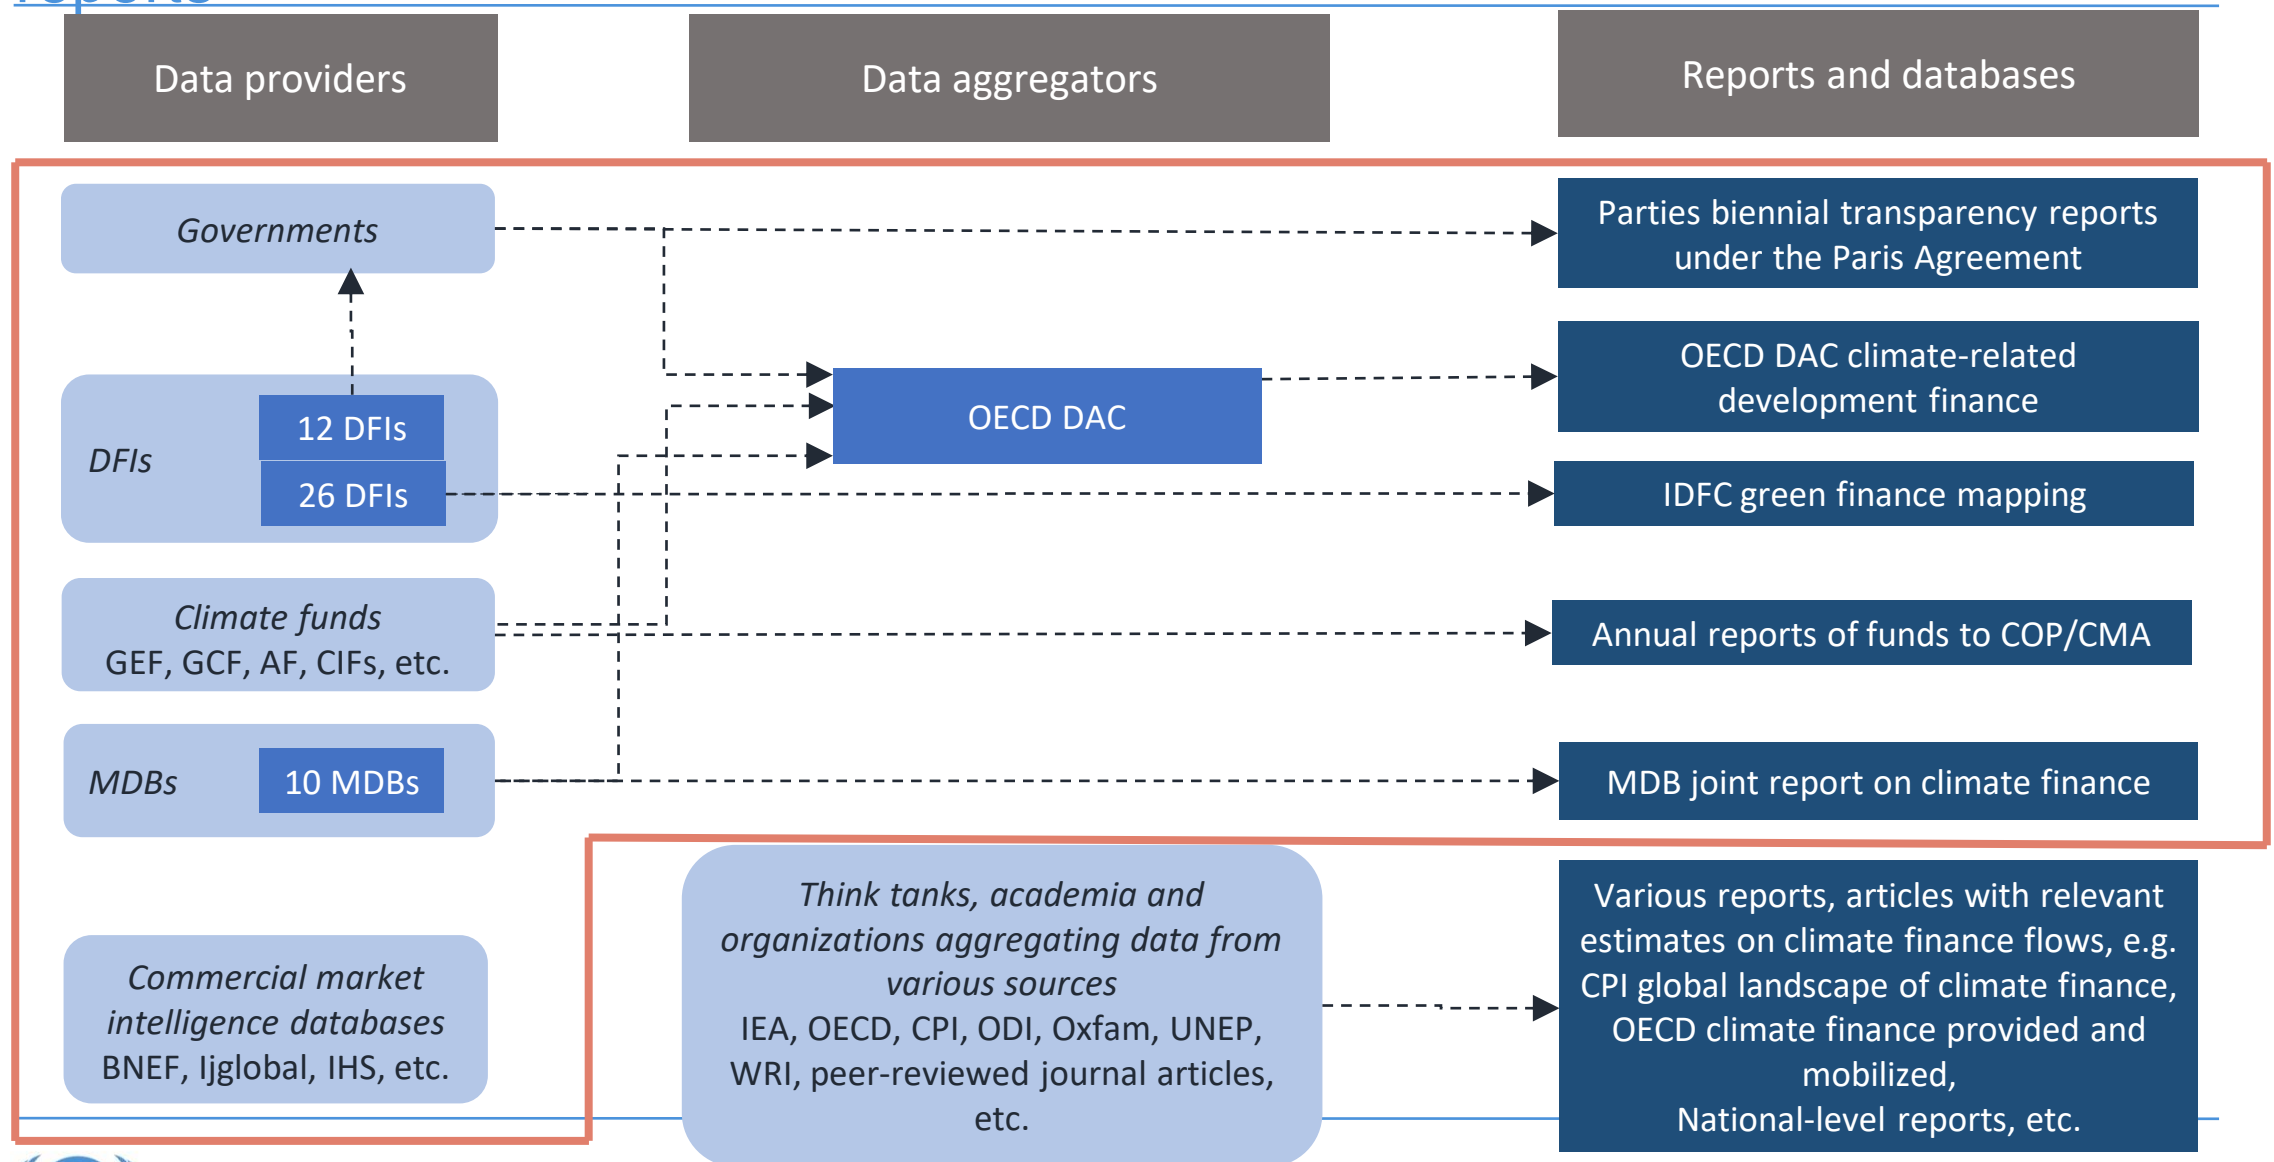 reports
Data providers
Data aggregators
Reports and databases
Governments
Parties biennial transparency reports
under the Paris Agreement
DFIs
12 DFIs
26 DFIs
OECD DAC
OECD DAC climate-related
development finance
IDFC green finance mapping
Climate funds
GEF, GCF, AF, CIFs, etc.
Annual reports of funds to COP/CMA
MDBs
10 MDBs
MDB joint report on climate finance
Commercial market
intelligence databases
BNEF, Ijglobal, IHS, etc.
Think tanks, academia and
organizations aggregating data from
various sources
IEA, OECD, CPI, ODI, Oxfam, UNEP,
WRI, peer-reviewed journal articles,
etc.
Various reports, articles with relevant
estimates on climate finance flows, e.g.
CPI global landscape of climate finance,
OECD climate finance provided and
mobilized,
National-level reports, etc.